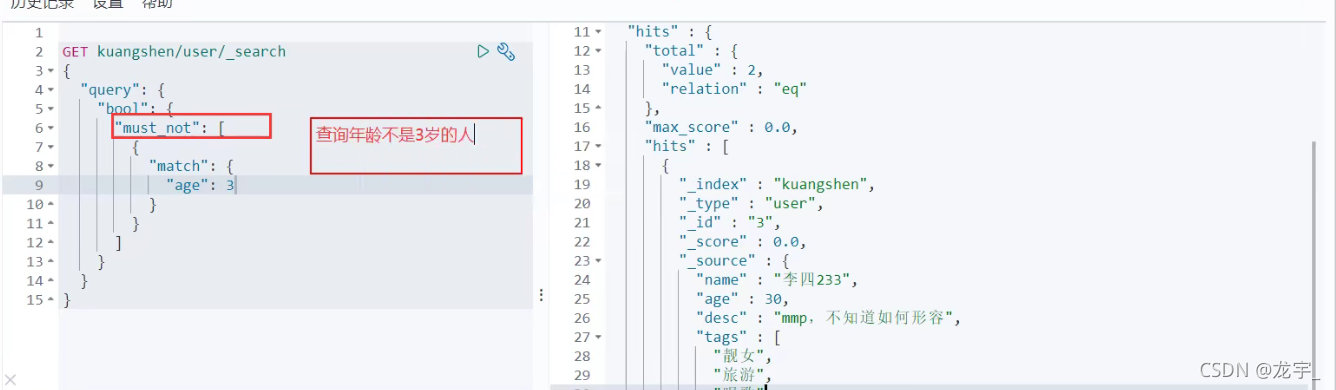 历史记录 设置 帮助
1
2 GET kuangshen/user/_search
3 {
4 "query": {
5 "bool": {
6 "must_not": [
7 {
8 "match": {
9 "age": 3
10 }
11 }
12 ]
13 }
14 }
15 }
查询年龄不是3岁的人
11 "hits" : {
12 "total" : {
13 "value" : 2,
14 "relation" : "eq"
15 },
16 "max_score" : 0.0,
17 "hits" : [
18 {
19 "_index" : "kuangshen",
20 "_type" : "user",
21 "_id" : "3",
22 "_score" : 0.0,
23 "_source" : {
24 "name" : "李四233",
25 "age" : 30,
26 "desc" : "mmp，不知道如何形容",
27 "tags" : [
28 "靓女",
29 "旅游",
CSDN @龙宇_